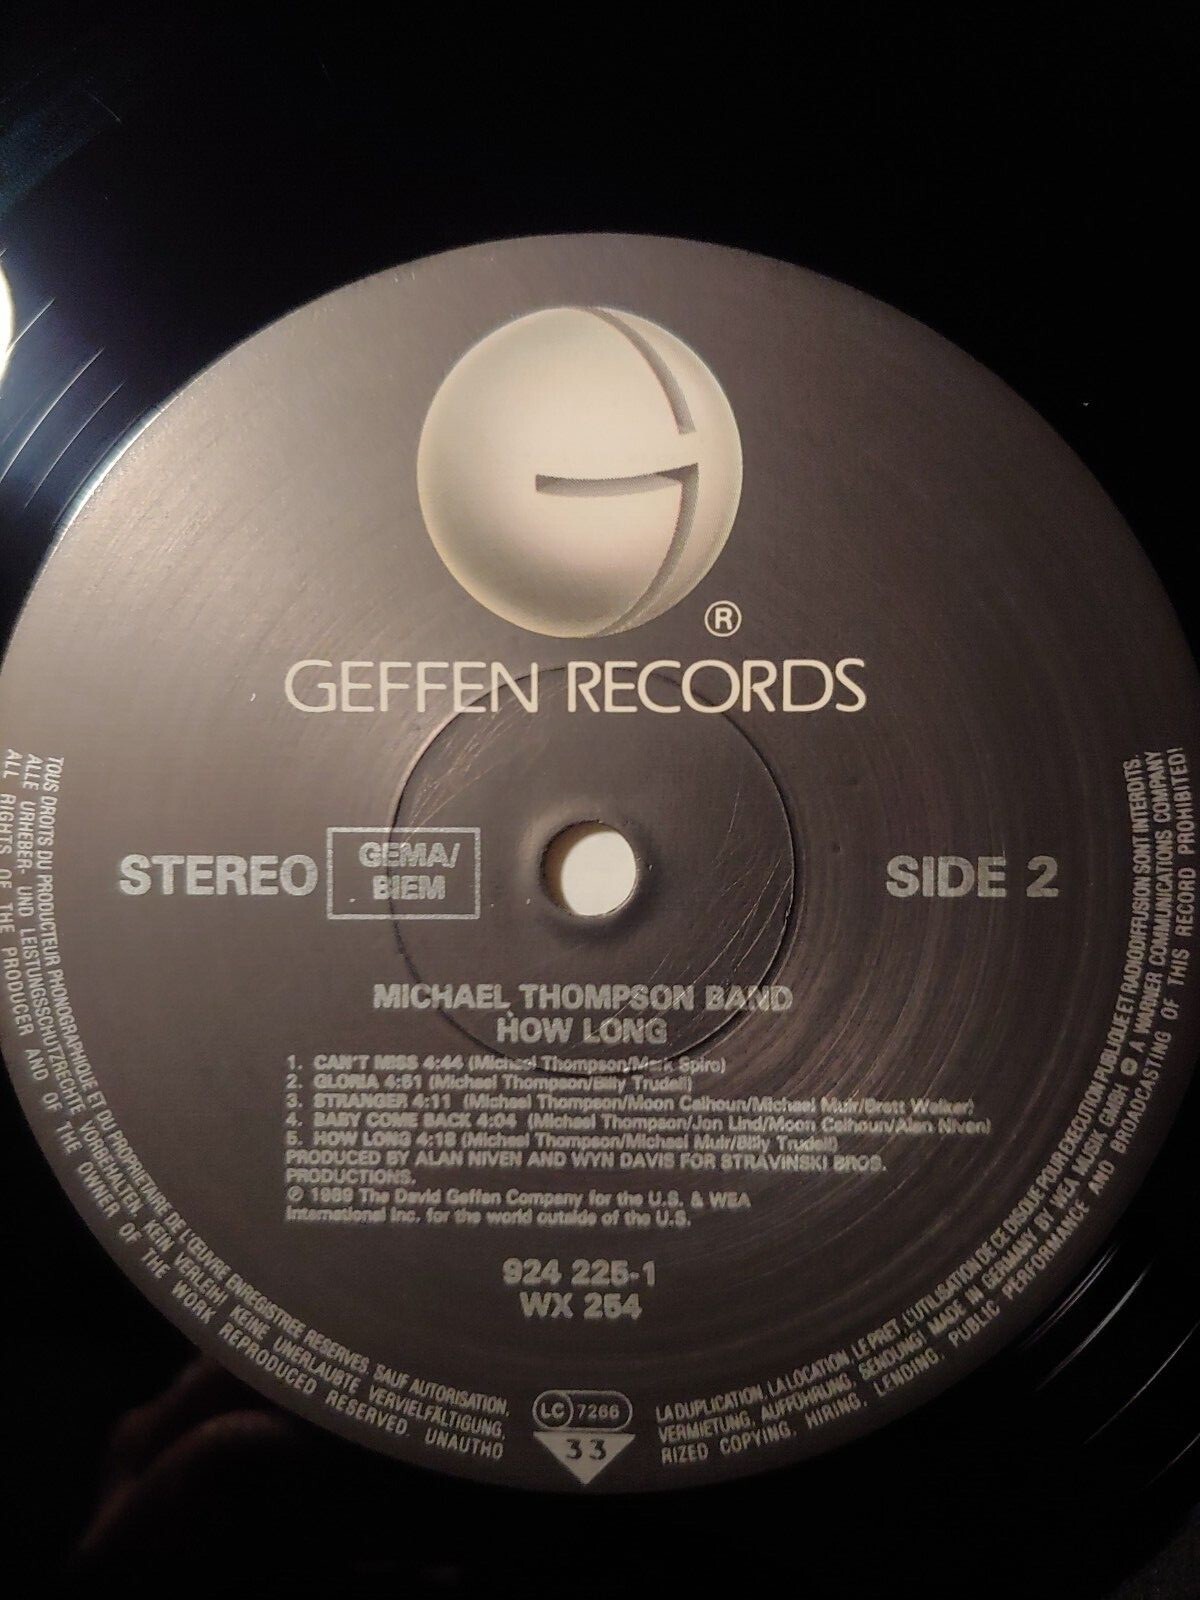 ®
GEFFEN RECORDS
STEREO
GEMA/
BIEM
SIDE 2
MICHAEL THOMPSON BAND
HOW LONG
1. CAN'T MISS 4:44 (Michael Thompson/Mark Spiro)
2. GLORIA 4:51 (Michael Thompson/Billy Trudell)
3. STRANGER 4:11 (Michael Thompson/Moon Calhoun/Michael Muir/Brett Walker)
4. BABY COME BACK 4:04 (Michael Thompson/Jon Lind/Moon Calhoun/Alan Niven)
5. HOW LONG 4:18 (Michael Thompson/Michael Muir/Billy Trudell)
PRODUCED BY ALAN NIVEN AND WYN DAVIS FOR STRAVINSKI BROS.
PRODUCTIONS.
℗ 1989 The David Geffen Company for the U.S. & WEA
International Inc. for the world outside of the U.S.
924 225-1
WX 254
LC 7266
33
TOUS DROITS DU PRODUCTEUR PHONOGRAPHIQUE ET DU PROPRIETAIRE DE L'ŒUVRE ENREGISTREE RESERVES. SAUF AUTORISATION, LA DUPLICATION, LA LOCATION, LE PRET, L'UTILISATION DE CE DISQUE POUR EXECUTION PUBLIQUE ET RADIODIFFUSION SONT INTERDITS.
ALLE URHEBER- UND LEISTUNGSSCHUTZRECHTE VORBEHALTEN. KEIN VERLEIH! KEINE UNERLAUBTE VERVIELFÄLTIGUNG, VERMIETUNG, AUFFÜHRUNG, SENDUNG! MADE IN GERMANY BY WEA MUSIK GMBH A WARNER COMMUNICATIONS COMPANY
ALL RIGHTS OF THE PRODUCER AND OF THE OWNER OF THE WORK REPRODUCED RESERVED. UNAUTHORIZED COPYING, HIRING, LENDING, PUBLIC PERFORMANCE AND BROADCASTING OF THIS RECORD PROHIBITED!